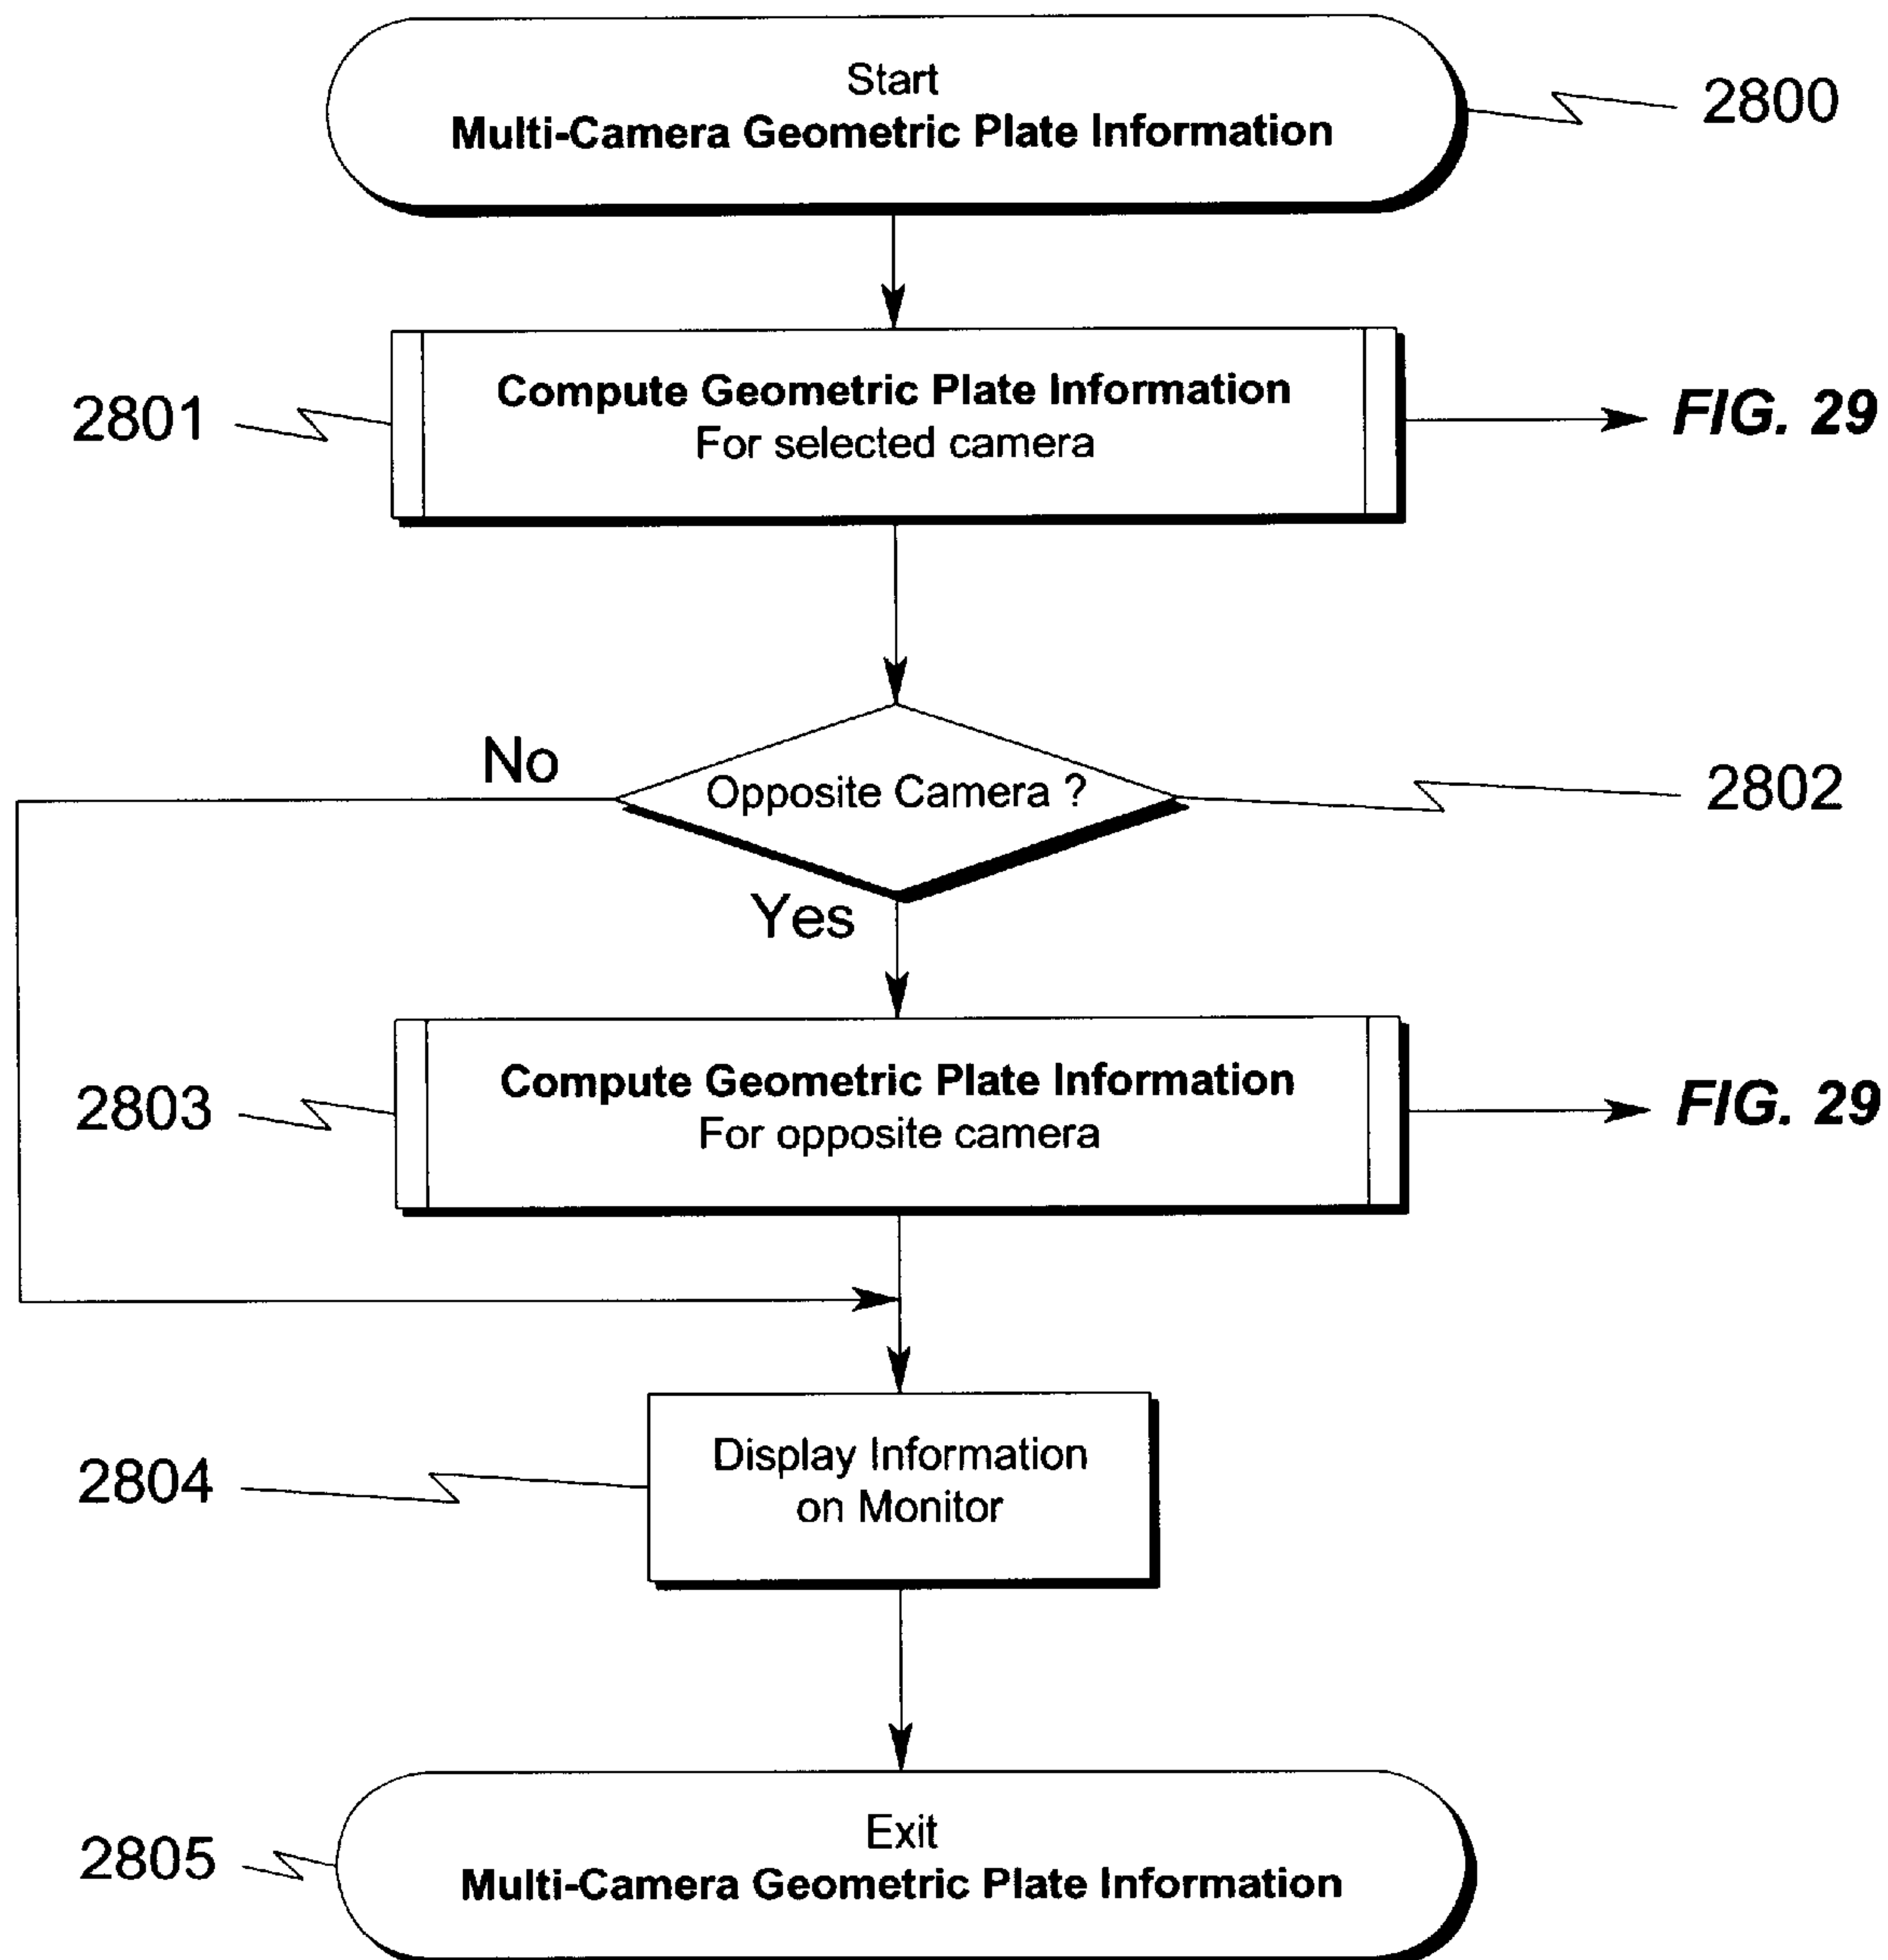 Start
Multi-Camera Geometric Plate Information
2800
Compute Geometric Plate Information
For selected camera
2801
FIG. 29
No
Opposite Camera ?
2802
Yes
Compute Geometric Plate Information
For opposite camera
2803
FIG. 29
Display Information
on Monitor
2804
Exit
Multi-Camera Geometric Plate Information
2805